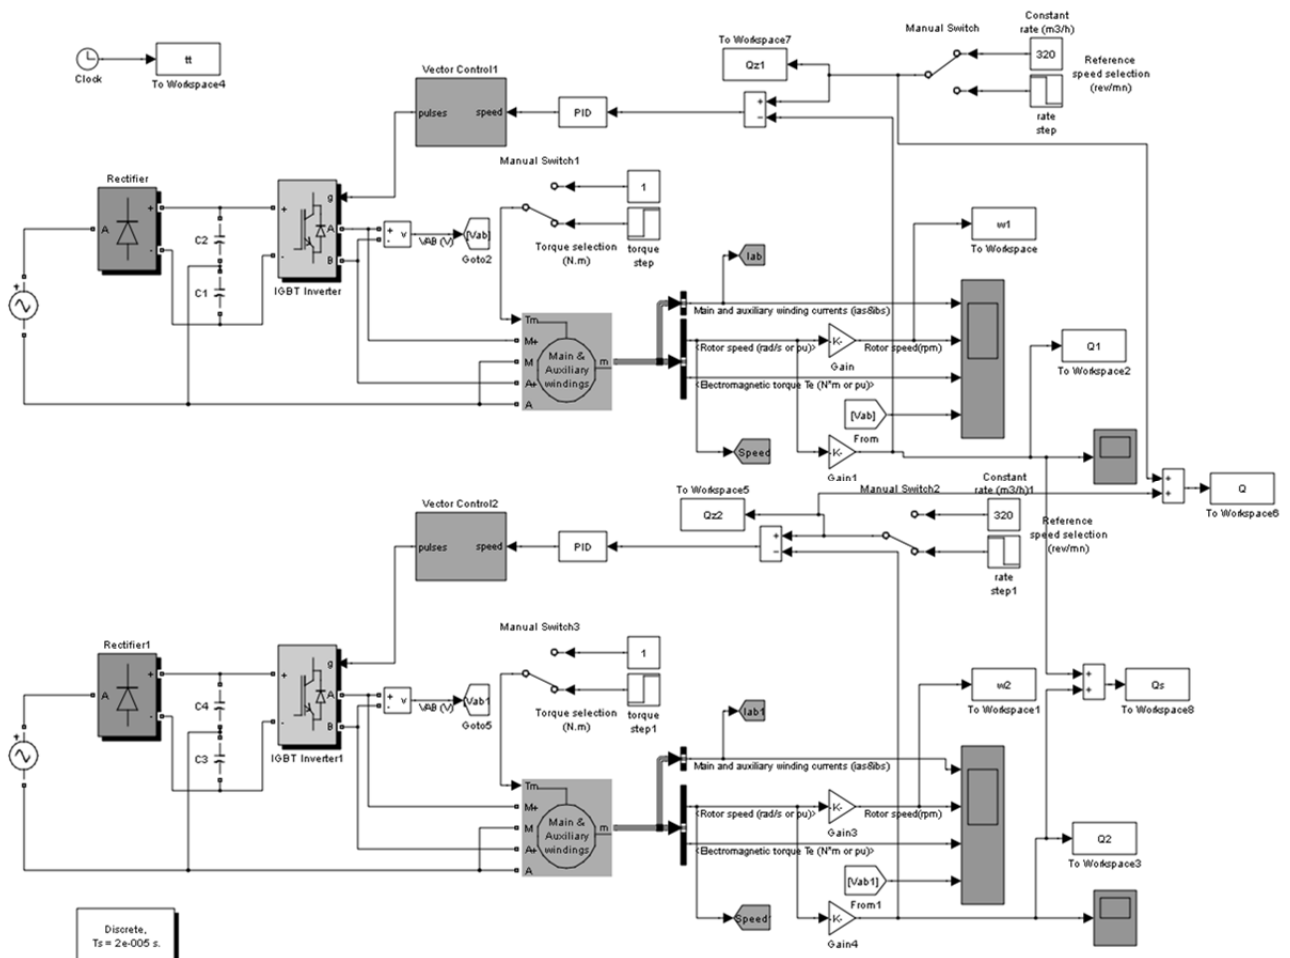 Clock
tt
To Workspace4
Vector Control1
pulses
speed
PID
To Workspace7
Qz1
+
−
Manual Switch
Constant
rate (m3/h)
320
Reference
speed selection
(rev/mn)
rate
step
Rectifier
A
+
-
C2
C1
+
-
g
A
B
IGBT Inverter
+
-
v
VAB (V)
[Vab]
Goto2
Manual Switch1
1
Torque selection
(N.m)
torque
step
Tm
M+
M
A+
A
Main &
Auxiliary
windings
m
Iab
Main and auxiliary winding currents (ias&ibs)
<Rotor speed (rad/s or pu)>
-K-
Gain
Rotor speed(rpm)
<Electromagnetic torque Te (N*m or pu)>
w1
To Workspace
[Vab]
From
Speed
-K-
Gain1
Q1
To Workspace2
+
+
Q
To Workspace6
Vector Control2
pulses
speed
PID
To Workspace5
Qz2
+
−
Manual Switch2
Constant
rate (m3/h)1
320
Reference
speed selection
(rev/mn)
rate
step1
Rectifier1
A
+
-
C4
C3
+
-
g
A
B
IGBT Inverter1
+
-
v
VAB (V)
[Vab1]
Goto5
Manual Switch3
1
Torque selection
(N.m)
torque
step1
Tm
M+
M
A+
A
Main &
Auxiliary
windings
m
Iab1
Main and auxiliary winding currents (ias&ibs)
<Rotor speed (rad/s or pu)>
-K-
Gain3
Rotor speed(rpm)
<Electromagnetic torque Te (N*m or pu)>
w2
To Workspace1
+
+
Qs
To Workspace8
[Vab1]
From1
-K-
Gain4
Q2
To Workspace3
Discrete,
Ts = 2e-005 s.